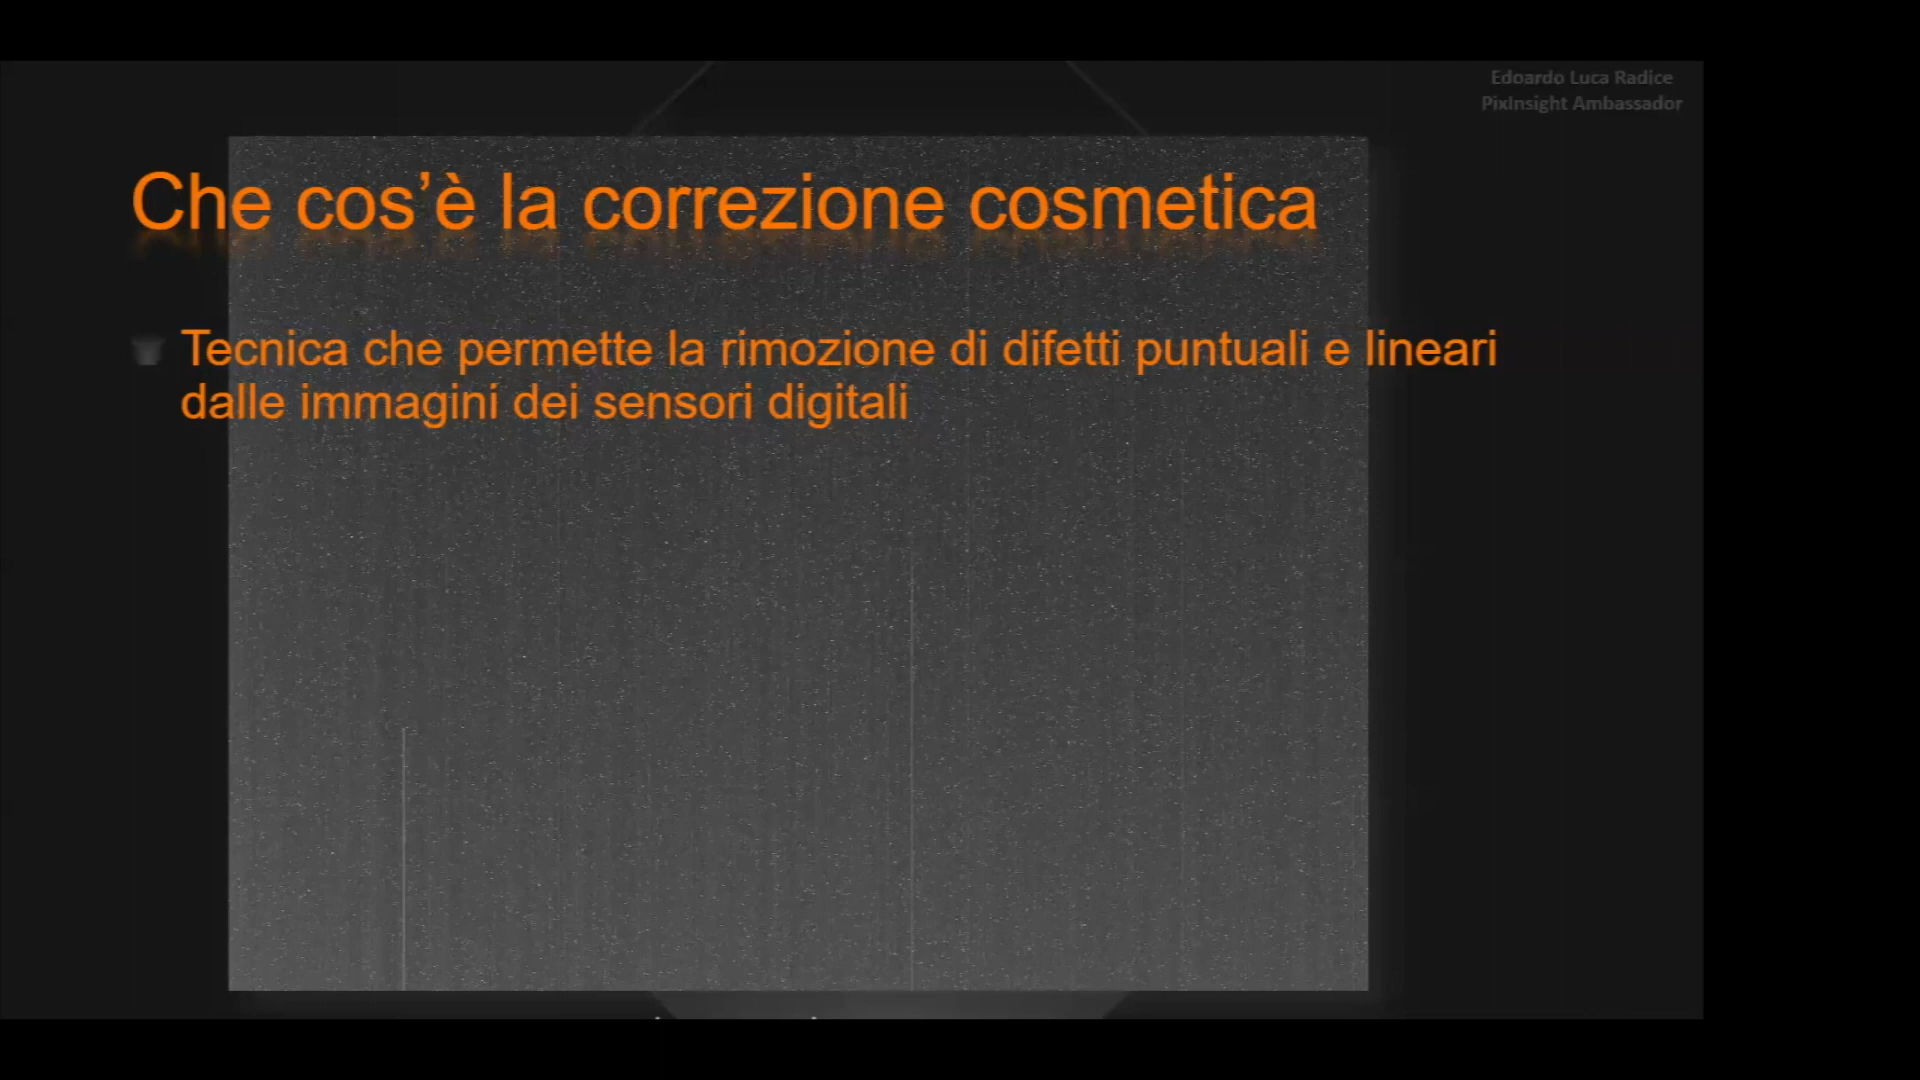 Edoardo Luca Radice
PixInsight Ambassador
Che cos’è la correzione cosmetica
Tecnica che permette la rimozione di difetti puntuali e lineari
dalle immagini dei sensori digitali